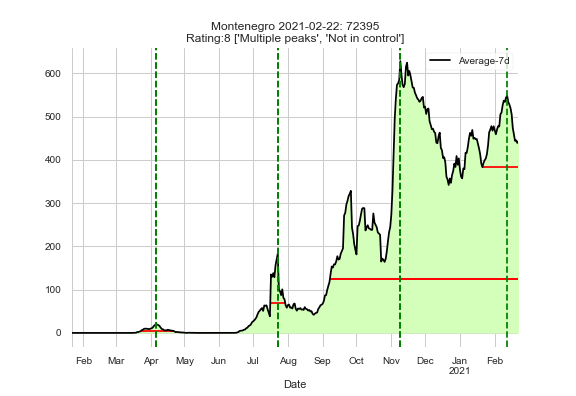 Montenegro 2021-02-22: 72395
Rating:8 ['Multiple peaks', 'Not in control']
Average-7d
600
500
400
300
200
100
0
Feb Mar Apr May Jun Jul Aug Sep Oct Nov Dec Jan Feb
2021
Date